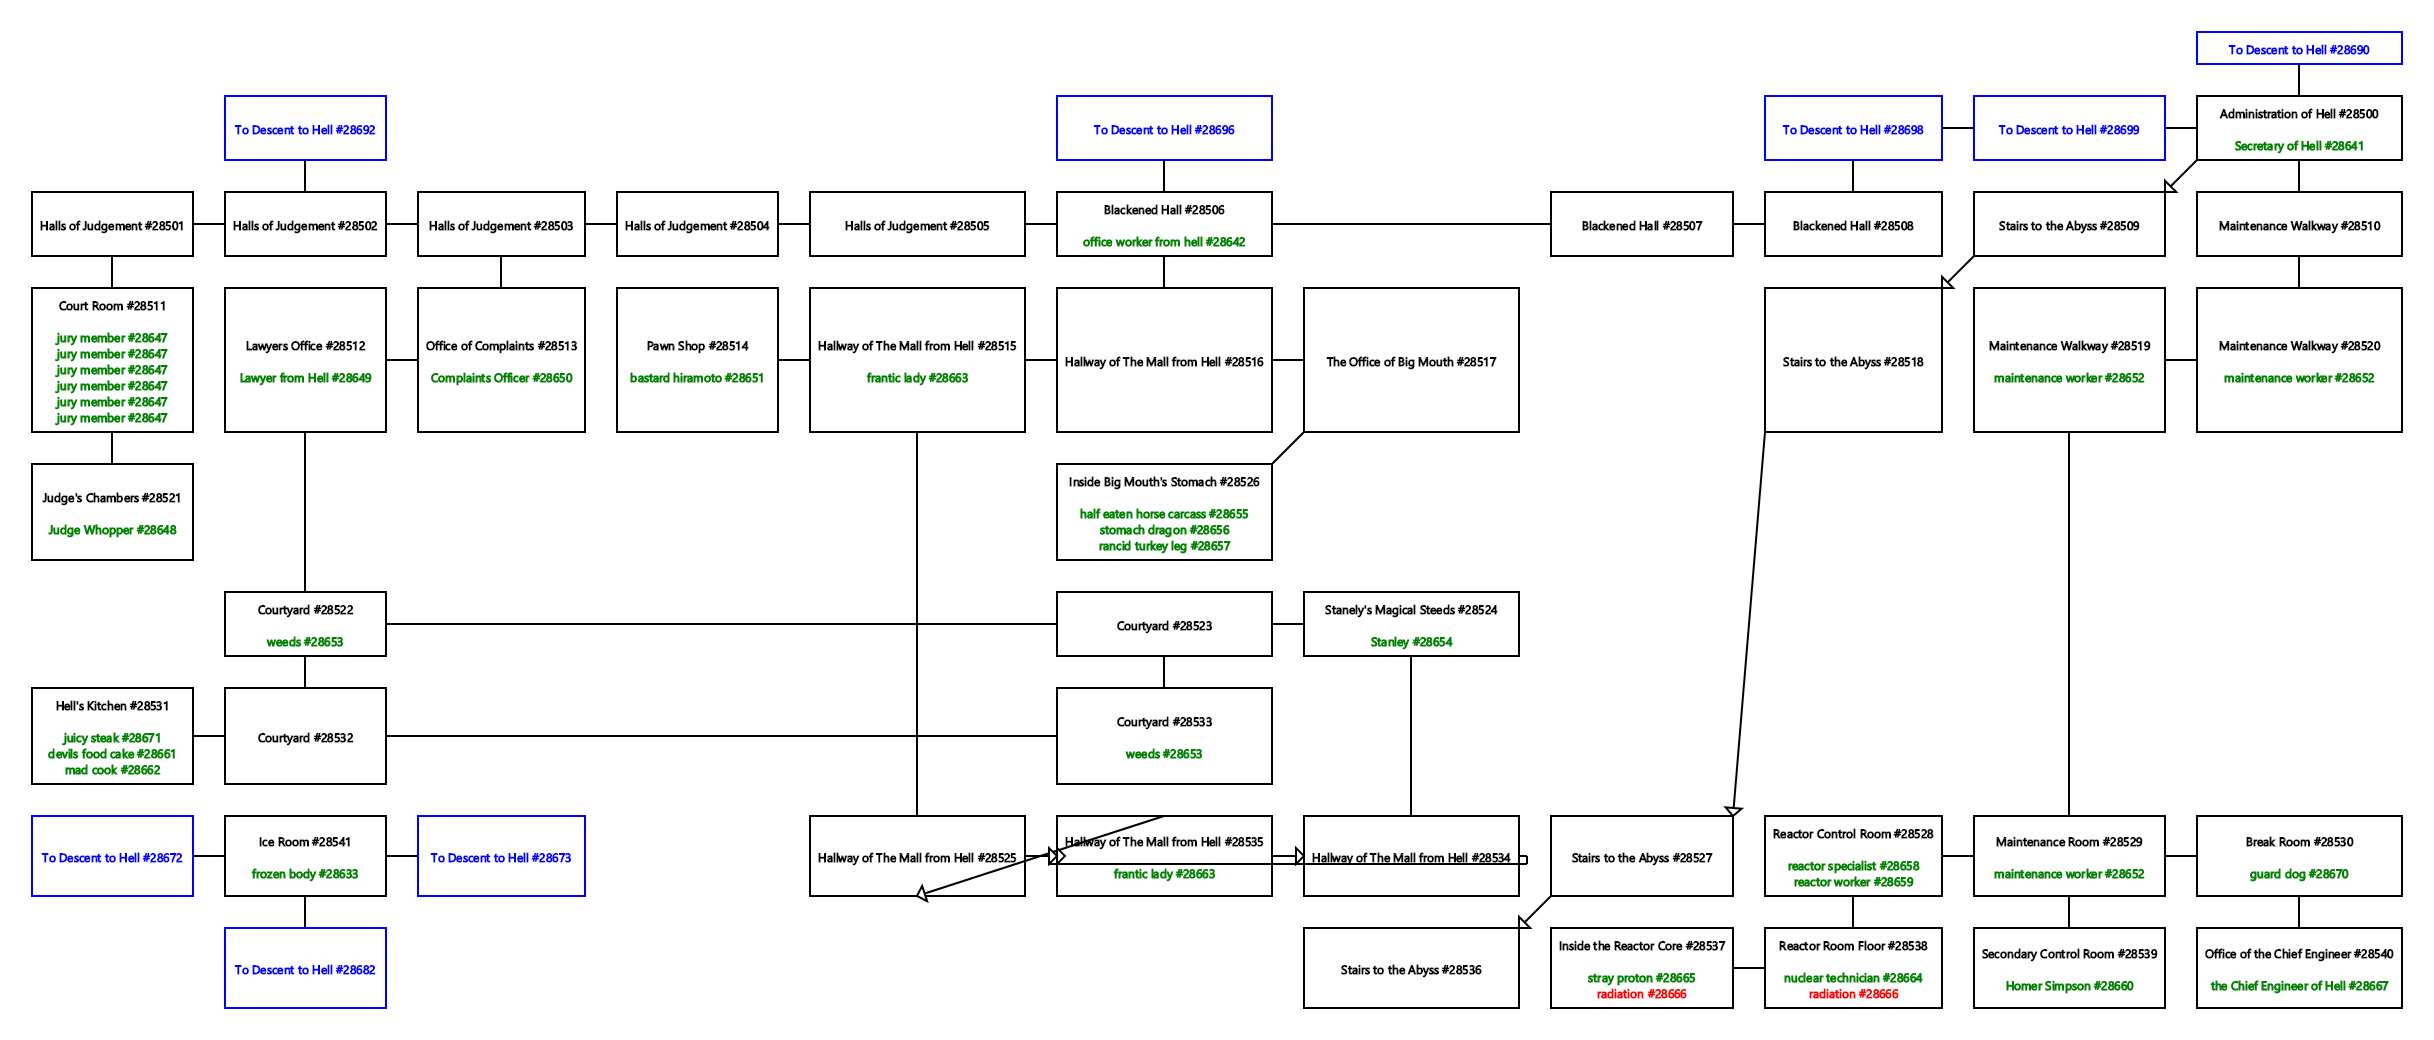 To Descent to Hell #28690
To Descent to Hell #28692
To Descent to Hell #28696
To Descent to Hell #28698
To Descent to Hell #28699
Administration of Hell #28500
Secretary of Hell #28641
Halls of Judgement #28501
Halls of Judgement #28502
Halls of Judgement #28503
Halls of Judgement #28504
Halls of Judgement #28505
Blackened Hall #28506
office worker from hell #28642
Blackened Hall #28507
Blackened Hall #28508
Stairs to the Abyss #28509
Maintenance Walkway #28510
Court Room #28511
jury member #28647
jury member #28647
jury member #28647
jury member #28647
jury member #28647
jury member #28647
Lawyers Office #28512
Lawyer from Hell #28649
Office of Complaints #28513
Complaints Officer #28650
Pawn Shop #28514
bastard hiramoto #28651
Hallway of The Mall from Hell #28515
frantic lady #28663
Hallway of The Mall from Hell #28516
The Office of Big Mouth #28517
Stairs to the Abyss #28518
Maintenance Walkway #28519
maintenance worker #28652
Maintenance Walkway #28520
maintenance worker #28652
Judge's Chambers #28521
Judge Whopper #28648
Inside Big Mouth's Stomach #28526
half eaten horse carcass #28655
stomach dragon #28656
rancid turkey leg #28657
Courtyard #28522
weeds #28653
Courtyard #28523
Stanely's Magical Steeds #28524
Stanley #28654
Hell's Kitchen #28531
juicy steak #28671
devils food cake #28661
mad cook #28662
Courtyard #28532
Courtyard #28533
weeds #28653
To Descent to Hell #28672
Ice Room #28541
frozen body #28633
To Descent to Hell #28673
Hallway of The Mall from Hell #28525
Hallway of The Mall from Hell #28535
frantic lady #28663
Hallway of The Mall from Hell #28534
Stairs to the Abyss #28527
Reactor Control Room #28528
reactor specialist #28658
reactor worker #28659
Maintenance Room #28529
maintenance worker #28652
Break Room #28530
guard dog #28670
To Descent to Hell #28682
Stairs to the Abyss #28536
Inside the Reactor Core #28537
stray proton #28665
radiation #28666
Reactor Room Floor #28538
nuclear technician #28664
radiation #28666
Secondary Control Room #28539
Homer Simpson #28660
Office of the Chief Engineer #28540
the Chief Engineer of Hell #28667